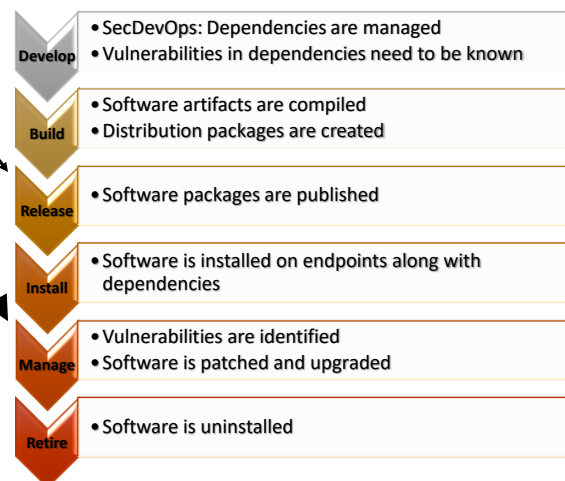 Develop
• SecDevOps: Dependencies are managed
• Vulnerabilities in dependencies need to be known
Build
• Software artifacts are compiled
• Distribution packages are created
Release
• Software packages are published
Install
• Software is installed on endpoints along with
dependencies
Manage
• Vulnerabilities are identified
• Software is patched and upgraded
Retire
• Software is uninstalled